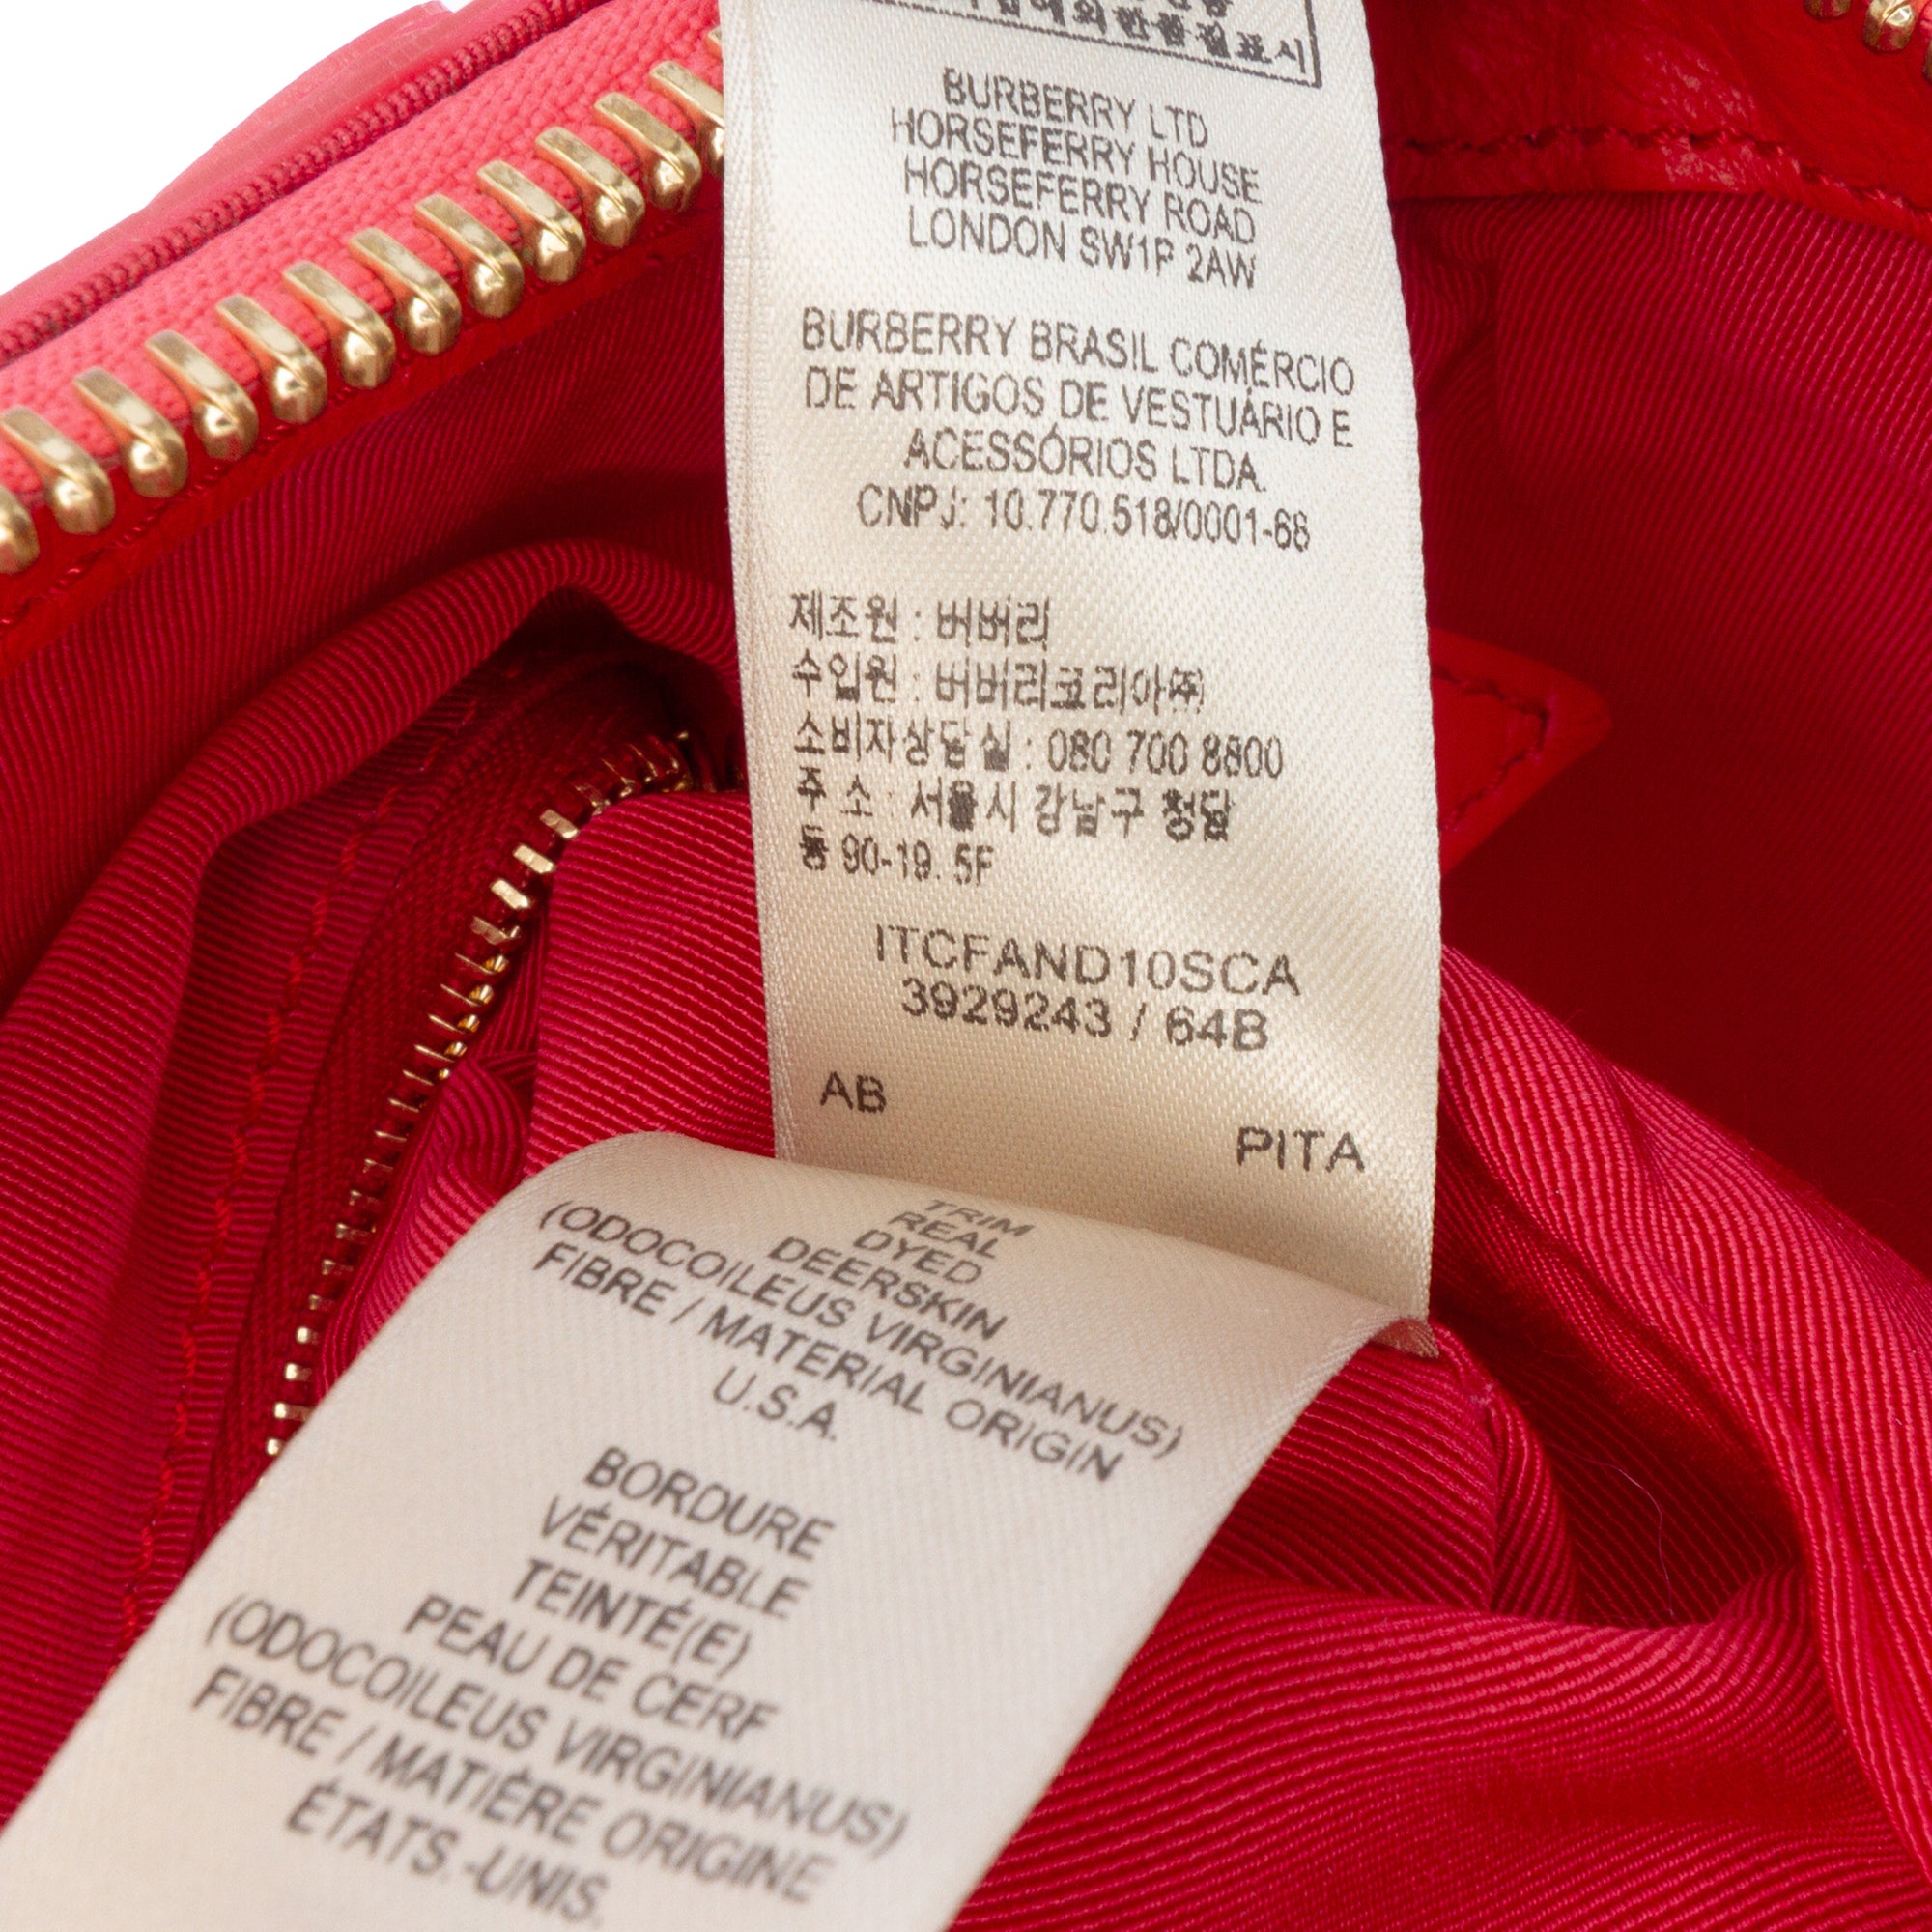 BURBERRY LTD
HORSEFERRY HOUSE
HORSEFERRY ROAD
LONDON SW1P 2AW
BURBERRY BRASIL COMÉRCIO
DE ARTIGOS DE VESTUÁRIO E
ACESSÓRIOS LTDA.
CNPJ: 10.770.518/0001-68
제조원 : 버버리
수입원 : 버버리코리아㈜
소비자상담실 : 080 700 8800
주 소 : 서울시 강남구 청담
동 90-19. 5F
ITCFAND10SCA
3929243 / 64B
AB
PITA
TRIM
REAL
DYED
DEERSKIN
(ODOCOILEUS VIRGINIANUS)
FIBRE / MATERIAL ORIGIN
U.S.A.
BORDURE
VÉRITABLE
TEINTÉ(E)
PEAU DE CERF
(ODOCOILEUS VIRGINIANUS)
FIBRE / MATIÈRE ORIGINE
ÉTATS.-UNIS.